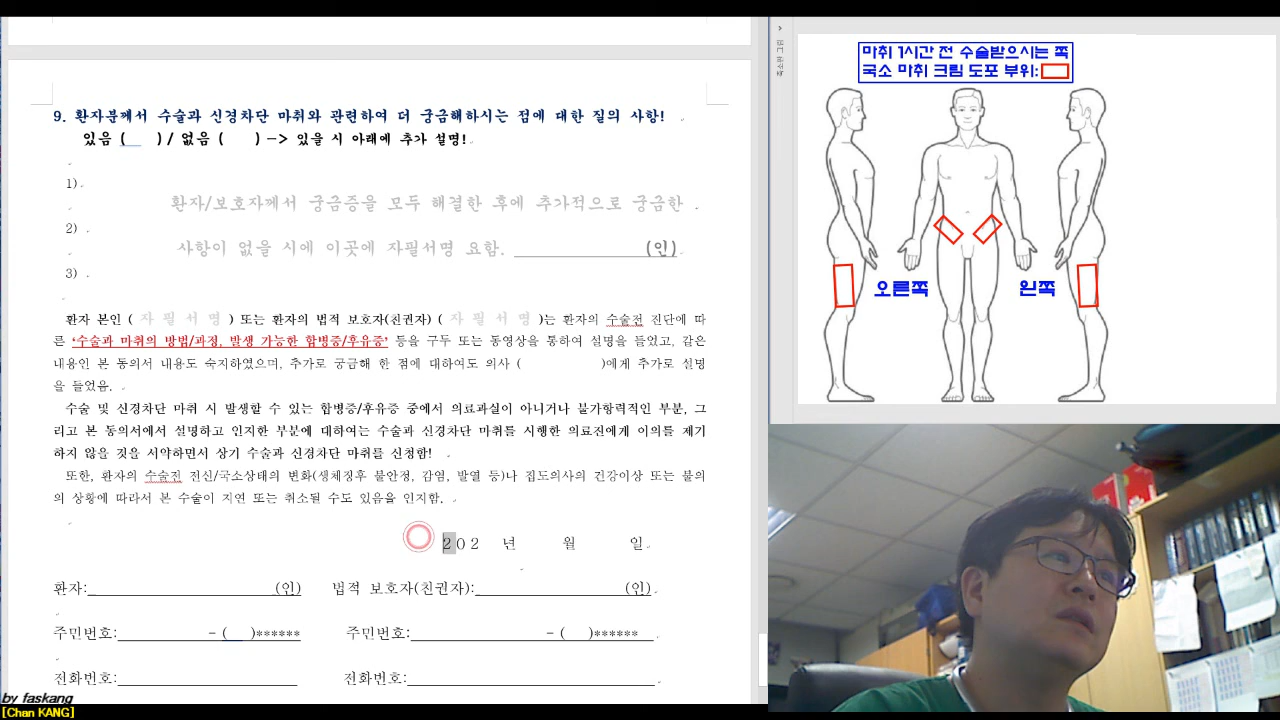 9. 환자분께서 수술과 신경차단 마취와 관련하여 더 궁금해하시는 점에 대한 질의 사항!
있음 (   ) / 없음 (   ) -> 있을 시 아래에 추가 설명!
1)
환자/보호자께서 궁금증을 모두 해결한 후에 추가적으로 궁금한
2)
사항이 없을 시에 이곳에 자필서명 요함. ____________ (인)
3)
환자 본인 ( 자 필 서 명 ) 또는 환자의 법적 보호자(친권자) ( 자 필 서 명 )는 환자의 수술전 진단에 따
른 '수술과 마취의 방법/과정, 발생 가능한 합병증/후유증' 등을 구두 또는 동영상을 통하여 설명을 들었고, 같은
내용인 본 동의서 내용도 숙지하였으며, 추가로 궁금해 한 점에 대하여도 의사 (          )에게 추가로 설명
을 들었음.
수술 및 신경차단 마취 시 발생할 수 있는 합병증/후유증 중에서 의료과실이 아니거나 불가항력적인 부분, 그
리고 본 동의서에서 설명하고 인지한 부분에 대하여는 수술과 신경차단 마취를 시행한 의료진에게 이의를 제기
하지 않을 것을 서약하면서 상기 수술과 신경차단 마취를 신청함!
또한, 환자의 수술전 전신/국소상태의 변화(생체징후 불안정, 감염, 발열 등)나 집도의사의 건강이상 또는 불의
의 상황에 따라서 본 수술이 지연 또는 취소될 수도 있음을 인지함.
202   년     월     일
환자:____________ (인)   법적 보호자(친권자):____________ (인)
주민번호:________ - (   )******   주민번호:____________ - (   )******
전화번호:____________   전화번호:____________
by faskang
[Chan KANG]
마취 1시간 전 수술받으시는 쪽
국소 마취 크림 도포 부위:
오른쪽
왼쪽